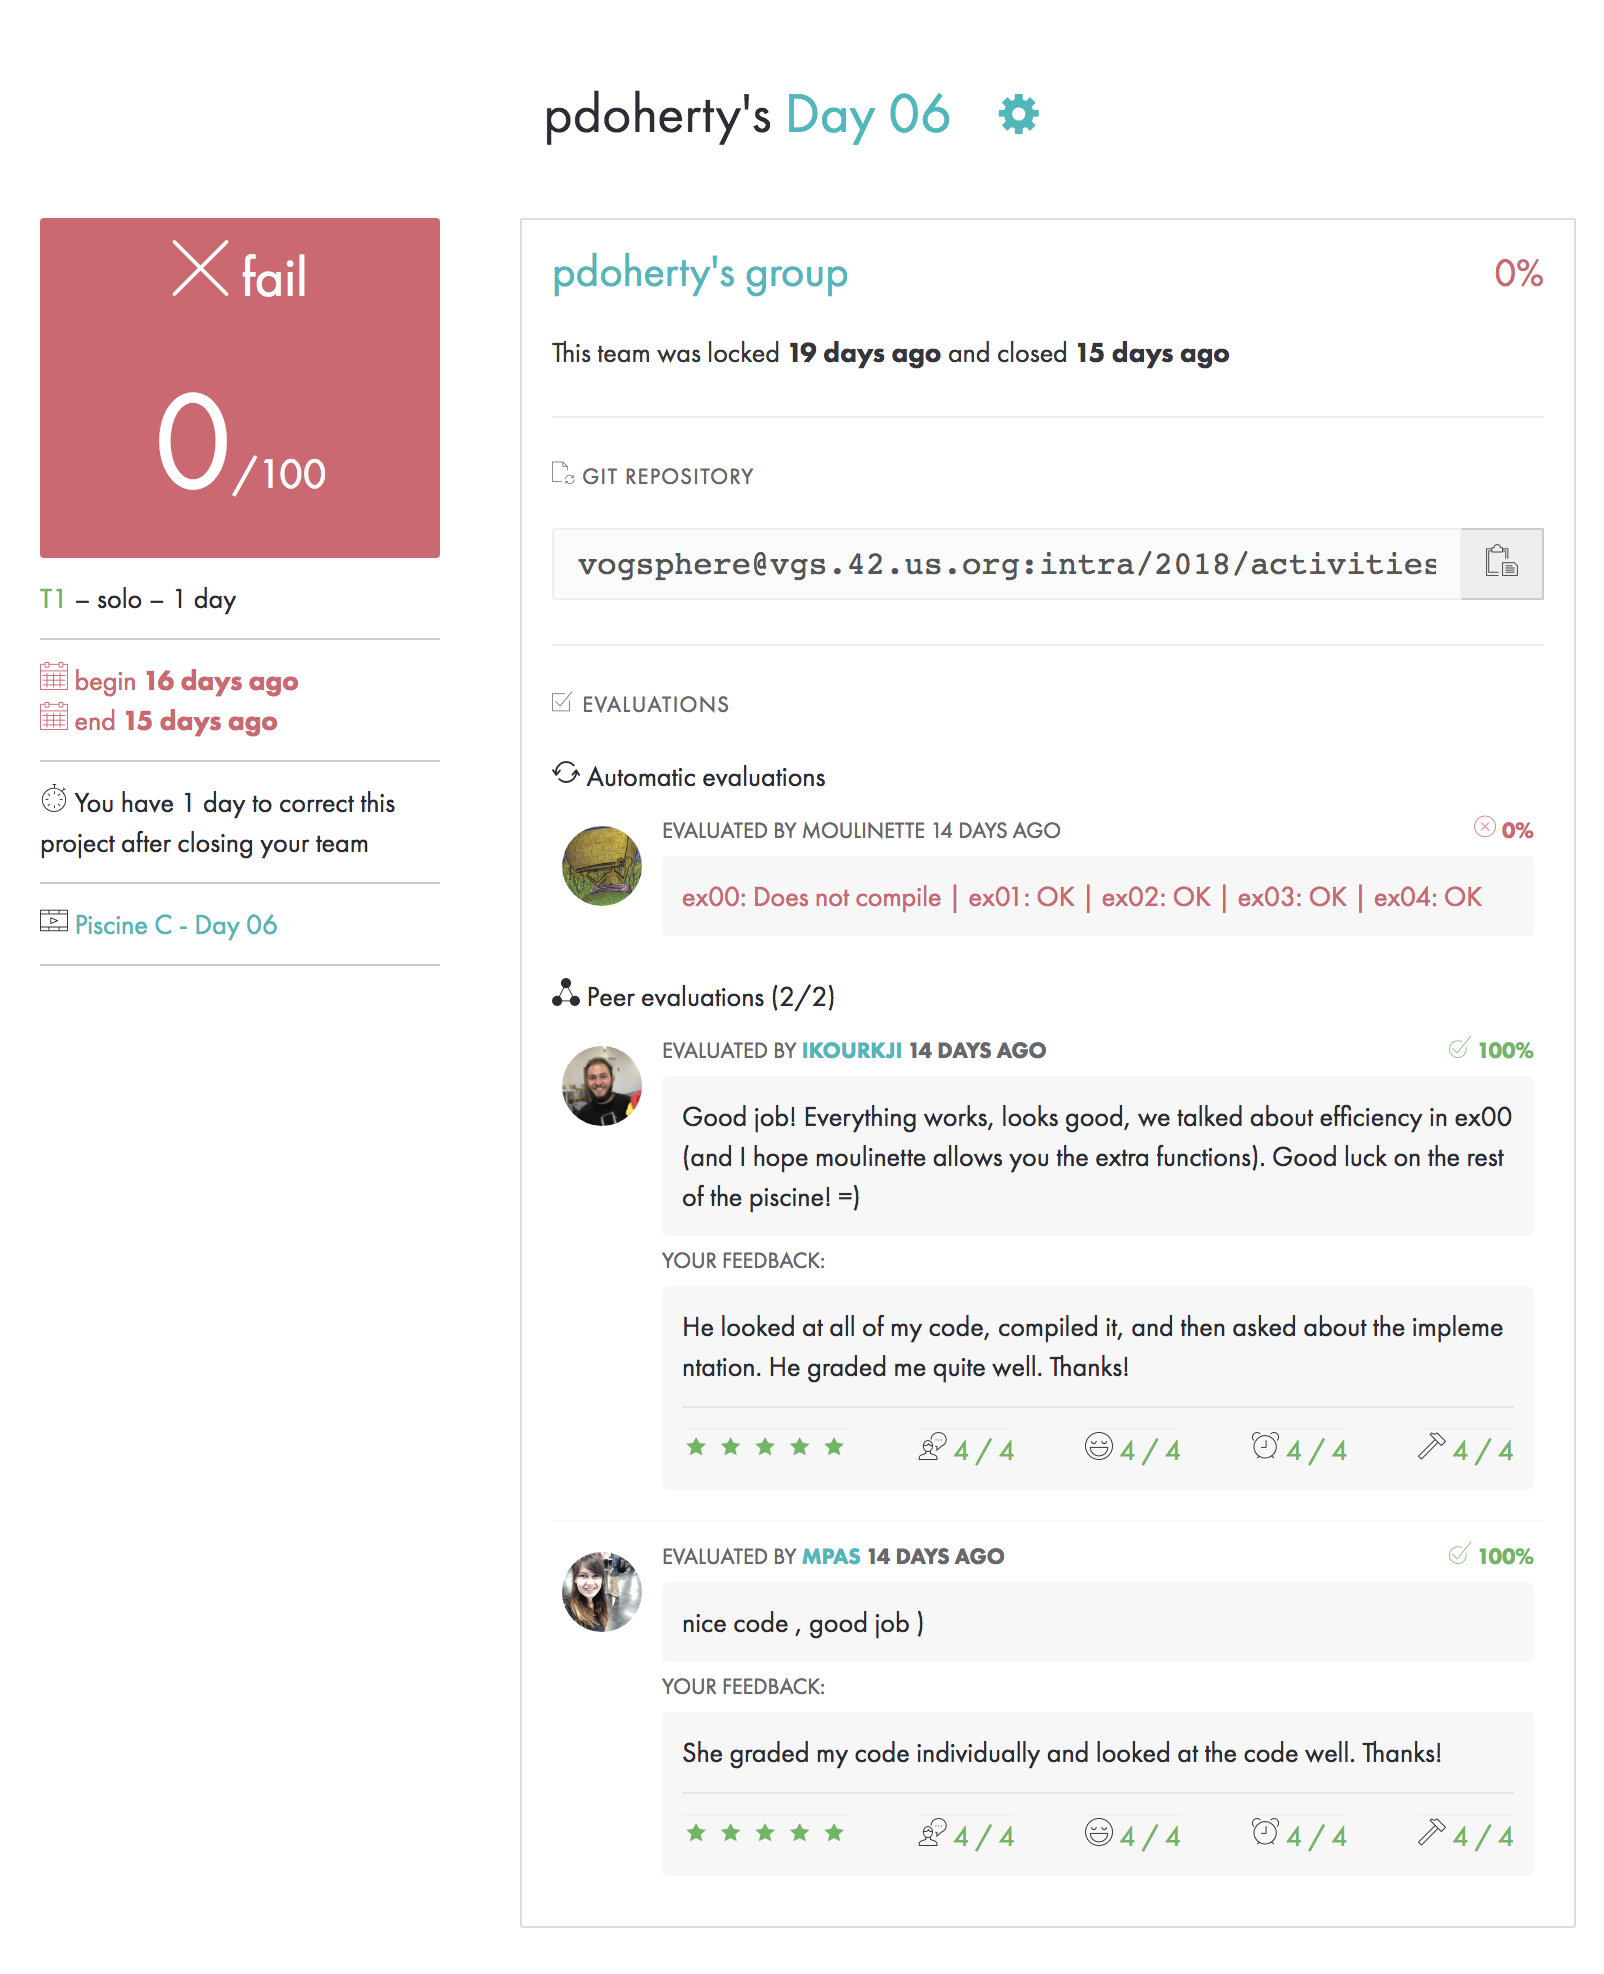 pdoherty's Day 06
fail
0/100
T1 – solo – 1 day
begin 16 days ago
end 15 days ago
You have 1 day to correct this
project after closing your team
Piscine C - Day 06
pdoherty's group 0%
This team was locked 19 days ago and closed 15 days ago
GIT REPOSITORY
vogsphere@vgs.42.us.org:intra/2018/activities
EVALUATIONS
Automatic evaluations
EVALUATED BY MOULINETTE 14 DAYS AGO 0%
ex00: Does not compile | ex01: OK | ex02: OK | ex03: OK | ex04: OK
Peer evaluations (2/2)
EVALUATED BY IKOURKJI 14 DAYS AGO 100%
Good job! Everything works, looks good, we talked about efficiency in ex00
(and I hope moulinette allows you the extra functions). Good luck on the rest
of the piscine! =)
YOUR FEEDBACK:
He looked at all of my code, compiled it, and then asked about the impleme
ntation. He graded me quite well. Thanks!
4 / 4 4 / 4 4 / 4 4 / 4
EVALUATED BY MPAS 14 DAYS AGO 100%
nice code , good job )
YOUR FEEDBACK:
She graded my code individually and looked at the code well. Thanks!
4 / 4 4 / 4 4 / 4 4 / 4